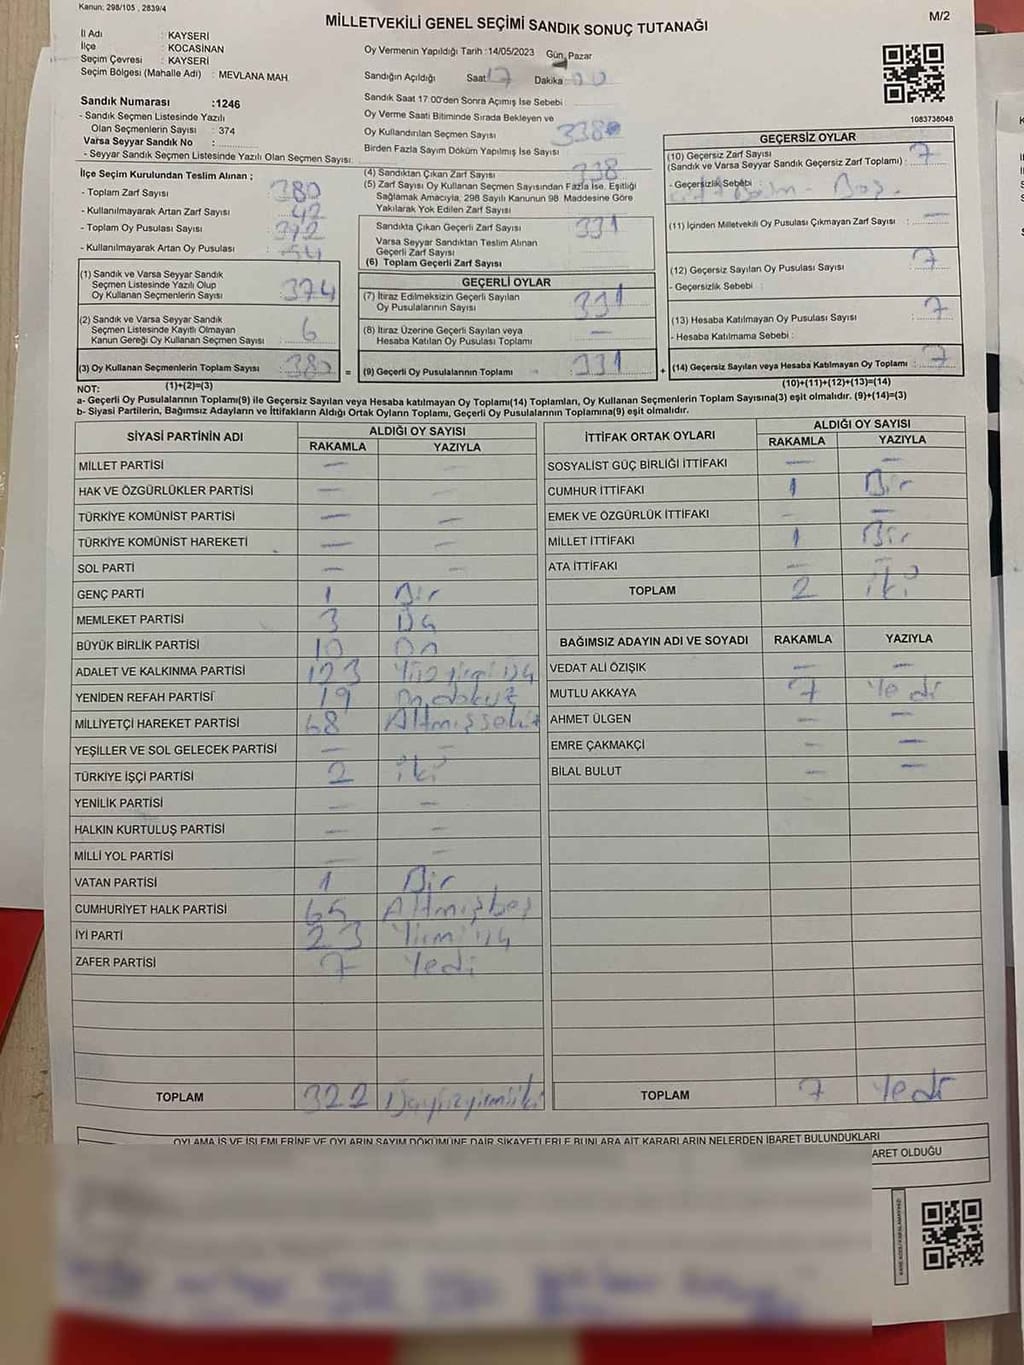 Kanun: 298/105 , 2839/4
MİLLETVEKİLİ GENEL SEÇİMİ SANDIK SONUÇ TUTANAĞI
M/2
İl Adı : KAYSERİ
İlçe : KOCASİNAN
Seçim Çevresi : KAYSERİ
Seçim Bölgesi (Mahalle Adı) : MEVLANA MAH.
Oy Vermenin Yapıldığı Tarih :14/05/2023 Gün, Pazar
Sandığın Açıldığı Saat 17 Dakika 00
Sandık Saat 17:00'den Sonra Açımış İse Sebebi
Oy Verme Saati Bitiminde Sırada Bekleyen ve
Oy Kullandırılan Seçmen Sayısı 338
Birden Fazla Sayım Döküm Yapılmış İse Sayısı
Sandık Numarası :1246
- Sandık Seçmen Listesinde Yazılı
Olan Seçmenlerin Sayısı : 374
Varsa Seyyar Sandık No :
- Seyyar Sandık Seçmen Listesinde Yazılı Olan Seçmen Sayısı:
1083738048
İlçe Seçim Kurulundan Teslim Alınan ;
- Toplam Zarf Sayısı 380
- Kullanılmayarak Artan Zarf Sayısı : 42
- Toplam Oy Pusulası Sayısı :
- Kullanılmayarak Artan Oy Pusulası :
(1) Sandık ve Varsa Seyyar Sandık
Seçmen Listesinde Yazılı Olup
Oy Kullanan Seçmenlerin Sayısı : 374
(2) Sandık ve Varsa Seyyar Sandık
Seçmen Listesinde Kayıtlı Olmayan
Kanun Gereği Oy Kullanan Seçmen Sayısı : 6
(3) Oy Kullanan Seçmenlerin Toplam Sayısı : 380
(4) Sandıktan Çıkan Zarf Sayısı 338
(5) Zarf Sayısı Oy Kullanan Seçmen Sayısından Fazla İse, Eşitliği
Sağlamak Amacıyla, 298 Sayılı Kanunun 98. Maddesine Göre
Yakılarak Yok Edilen Zarf Sayısı
Sandıkta Çıkan Geçerli Zarf Sayısı 331
Varsa Seyyar Sandıktan Teslim Alınan
Geçerli Zarf Sayısı
(6) Toplam Geçerli Zarf Sayısı
GEÇERLİ OYLAR
(7) İtiraz Edilmeksizin Geçerli Sayılan
Oy Pusulalarının Sayısı : 331
(8) İtiraz Üzerine Geçerli Sayılan veya
Hesaba Katılan Oy Pusulası Toplamı : —
= (9) Geçerli Oy Pusulalarının Toplamı 331 +
GEÇERSİZ OYLAR
(10) Geçersiz Zarf Sayısı
(Sandık ve Varsa Seyyar Sandık Geçersiz Zarf Toplamı) : 7
- Geçersizlik Sebebi : Boş.
(11) İçinden Milletvekili Oy Pusulası Çıkmayan Zarf Sayısı : —
(12) Geçersiz Sayılan Oy Pusulası Sayısı : 7
- Geçersizlik Sebebi :
(13) Hesaba Katılmayan Oy Pusulası Sayısı : 7
- Hesaba Katılmama Sebebi :
(14) Geçersiz Sayılan veya Hesaba Katılmayan Oy Toplamı : 7
NOT: (1)+(2)=(3)
(10)+(11)+(12)+(13)=(14)
a- Geçerli Oy Pusulalarının Toplamı(9) ile Geçersiz Sayılan veya Hesaba Katılmayan Oy Toplamı(14) Toplamları, Oy Kullanan Seçmenlerin Toplam Sayısına(3) eşit olmalıdır. (9)+(14)=(3)
b- Siyasi Partilerin, Bağımsız Adayların ve İttifakların Aldığı Ortak Oyların Toplamı, Geçerli Oy Pusulalarının Toplamına(9) eşit olmalıdır.
SİYASİ PARTİNİN ADI ALDIĞI OY SAYISI
RAKAMLA YAZIYLA
MİLLET PARTİSİ — —
HAK VE ÖZGÜRLÜKLER PARTİSİ — —
TÜRKİYE KOMÜNİST PARTİSİ — —
TÜRKİYE KOMÜNİST HAREKETİ — —
SOL PARTİ — —
GENÇ PARTİ 1 Bir
MEMLEKET PARTİSİ 3 Üç
BÜYÜK BİRLİK PARTİSİ 10 On
ADALET VE KALKINMA PARTİSİ 123 Yüz yirmi üç
YENİDEN REFAH PARTİSİ 19 On dokuz
MİLLİYETÇİ HAREKET PARTİSİ 68 Altmışsekiz
YEŞİLLER VE SOL GELECEK PARTİSİ — —
TÜRKİYE İŞÇİ PARTİSİ 2 iki
YENİLİK PARTİSİ — —
HALKIN KURTULUŞ PARTİSİ — —
MİLLİ YOL PARTİSİ — —
VATAN PARTİSİ 1 Bir
CUMHURİYET HALK PARTİSİ 65 Altmışbeş
İYİ PARTİ 23 Yirmi üç
ZAFER PARTİSİ 7 Yedi
TOPLAM 322 Üçyüzyirmiiki
İTTİFAK ORTAK OYLARI ALDIĞI OY SAYISI
RAKAMLA YAZIYLA
SOSYALİST GÜÇ BİRLİĞİ İTTİFAKI — —
CUMHUR İTTİFAKI 1 Bir
EMEK VE ÖZGÜRLÜK İTTİFAKI — —
MİLLET İTTİFAKI 1 Bir
ATA İTTİFAKI — —
TOPLAM 2 iki
BAĞIMSIZ ADAYIN ADI VE SOYADI RAKAMLA YAZIYLA
VEDAT ALİ ÖZIŞIK — —
MUTLU AKKAYA 7 Yedi
AHMET ÜLGEN — —
EMRE ÇAKMAKÇİ — —
BİLAL BULUT — —
TOPLAM 7 Yedi
OYLAMA İŞ VE İŞLEMLERİNE VE OYLARIN SAYIM DÖKÜMÜNE DAİR ŞİKAYETLERLE BUNLARA AİT KARARLARIN NELERDEN İBARET BULUNDUKLARI
ARET OLDUĞU